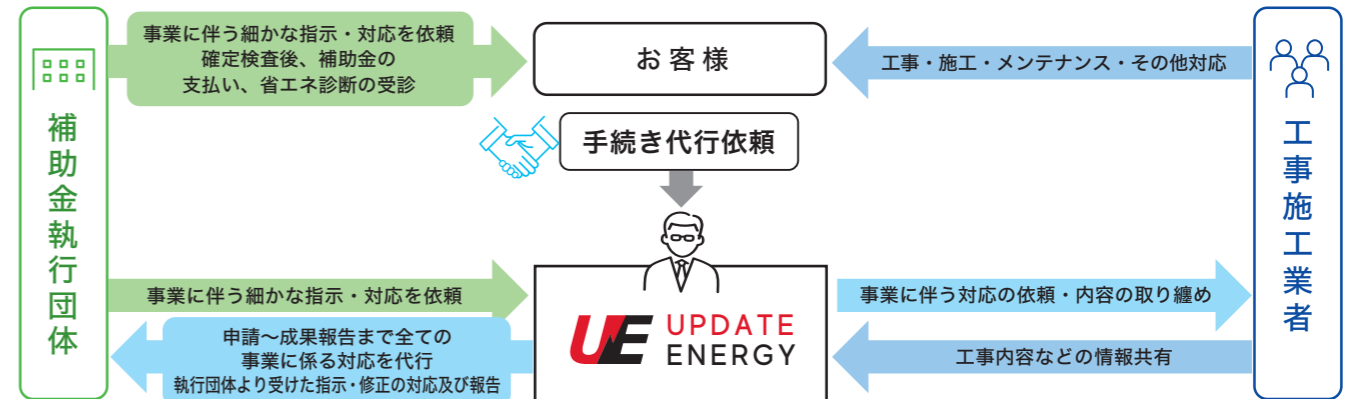 補助金執行団体
事業に伴う細かな指示・対応を依頼
確定検査後、補助金の
支払い、省エネ診断の受診
お客様
工事・施工・メンテナンス・その他対応
工事施工業者
手続き代行依頼
事業に伴う細かな指示・対応を依頼
申請～成果報告まで全ての
事業に係る対応を代行
執行団体より受けた指示・修正の対応及び報告
UE UPDATE
ENERGY
事業に伴う対応の依頼・内容の取り纏め
工事内容などの情報共有